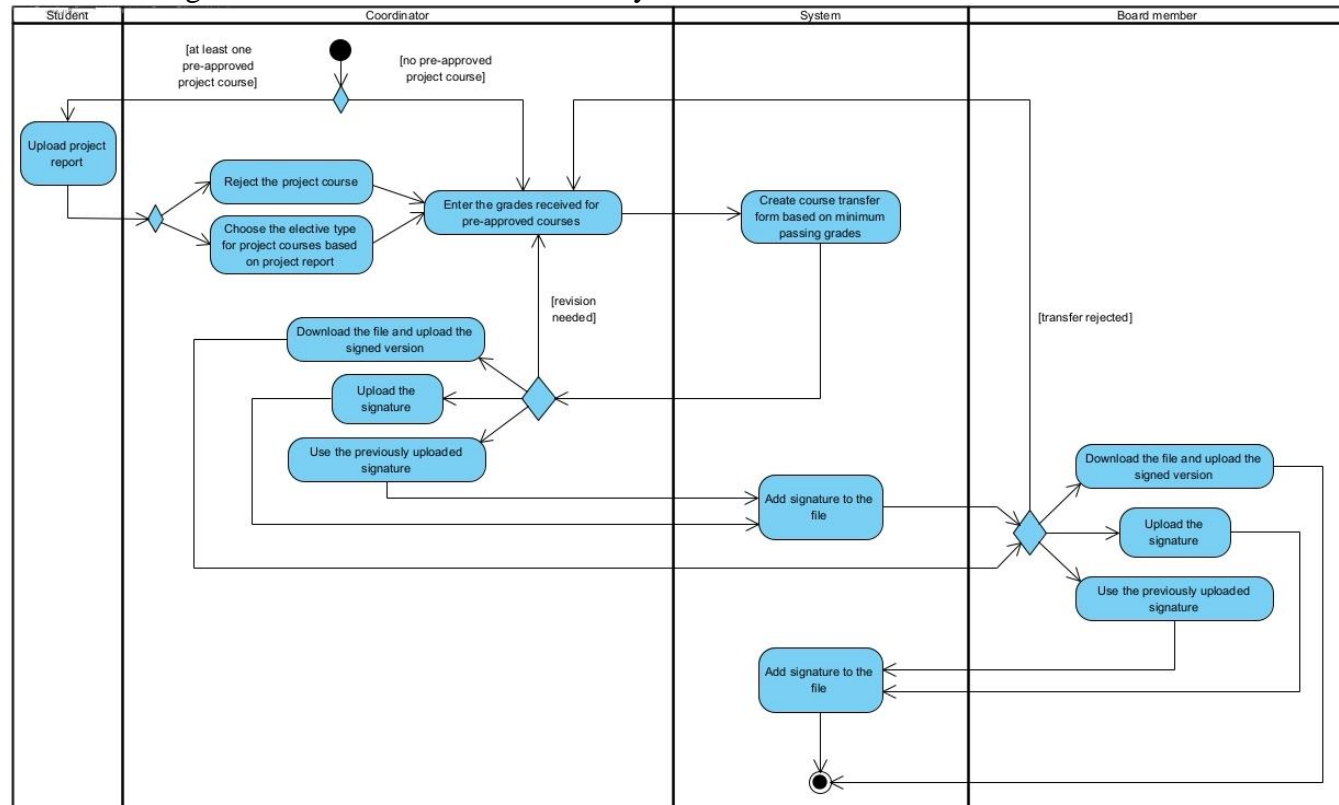 Student
Coordinator
System
Board member
[at least one
pre-approved
project course]
[no pre-approved
project course]
Upload project
report
Reject the project course
Choose the elective type
for project courses based
on project report
Enter the grades received for
pre-approved courses
Create course transfer
form based on minimum
passing grades
[revision
needed]
[transfer rejected]
Download the file and upload the
signed version
Upload the
signature
Use the previously uploaded
signature
Add signature to the
file
Download the file and upload the
signed version
Upload the
signature
Use the previously uploaded
signature
Add signature to the
file